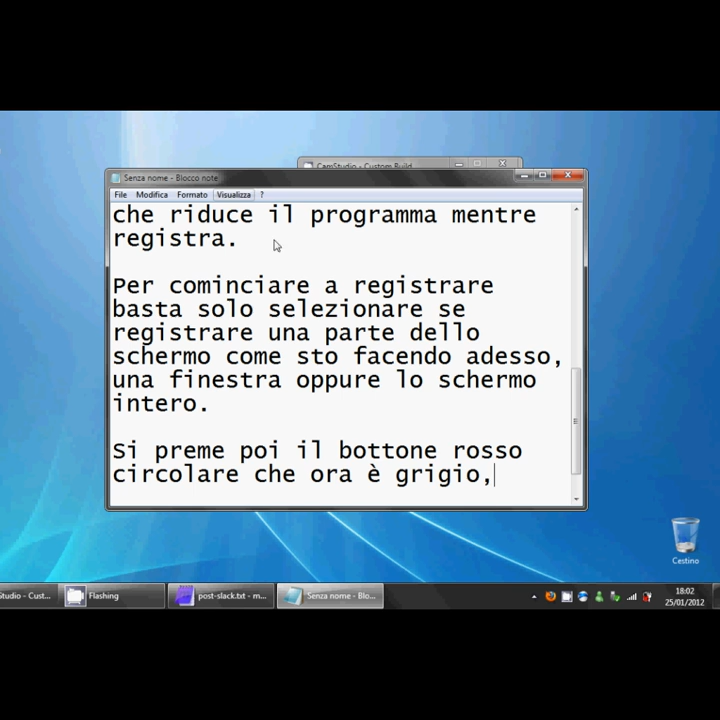 CamStudio - Custom Build
Senza nome - Blocco note
File Modifica Formato Visualizza ?
che riduce il programma mentre
registra.
Per cominciare a registrare
basta solo selezionare se
registrare una parte dello
schermo come sto facendo adesso,
una finestra oppure lo schermo
intero.
Si preme poi il bottone rosso
circolare che ora è grigio,
Cestino
Studio - Cust... Flashing post-slack.txt - m... Senza nome - Blo... 18:02
25/01/2012